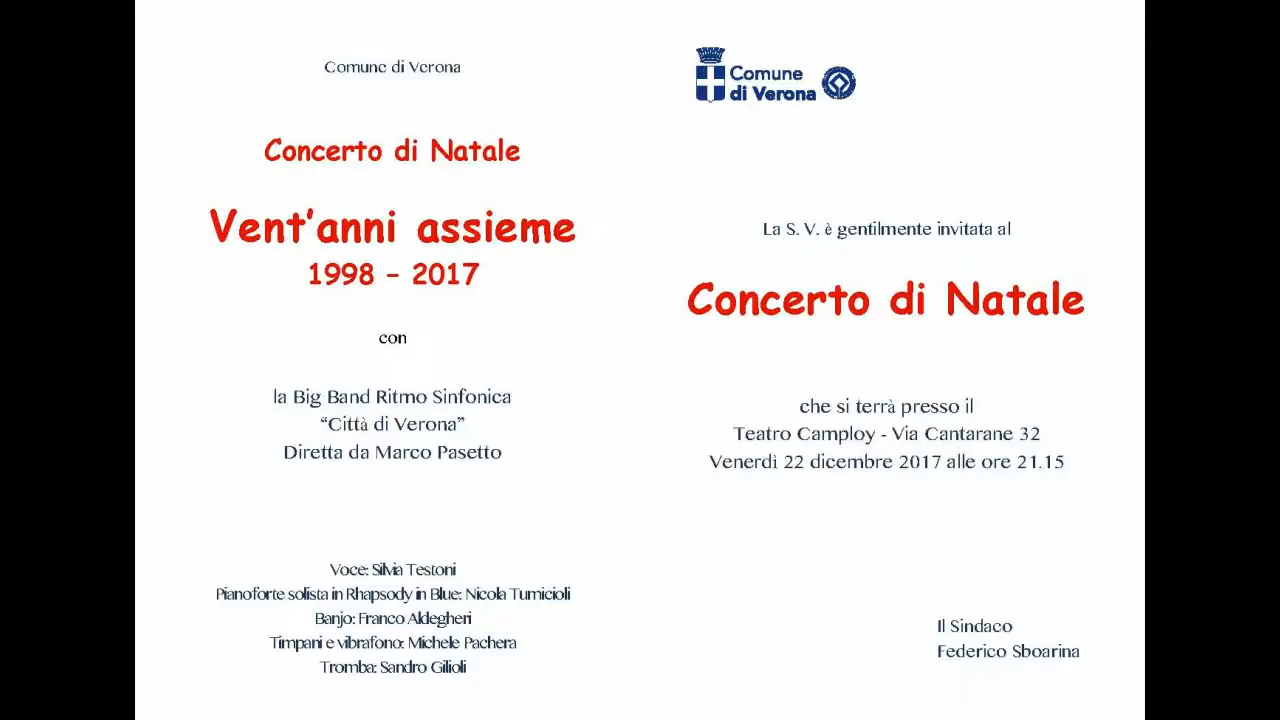 Comune di Verona
Concerto di Natale
Vent'anni assieme
1998 – 2017
con
la Big Band Ritmo Sinfonica
“Città di Verona”
Diretta da Marco Pasetto
Voce: Silvia Testoni
Pianoforte solista in Rhapsody in Blue: Nicola Tumicioli
Banjo: Franco Aldegheri
Timpani e vibrafono: Michele Pachera
Tromba: Sandro Gilioli
Comune
di Verona
La S. V. è gentilmente invitata al
Concerto di Natale
che si terrà presso il
Teatro Camploy - Via Cantarane 32
Venerdì 22 dicembre 2017 alle ore 21.15
Il Sindaco
Federico Sboarina